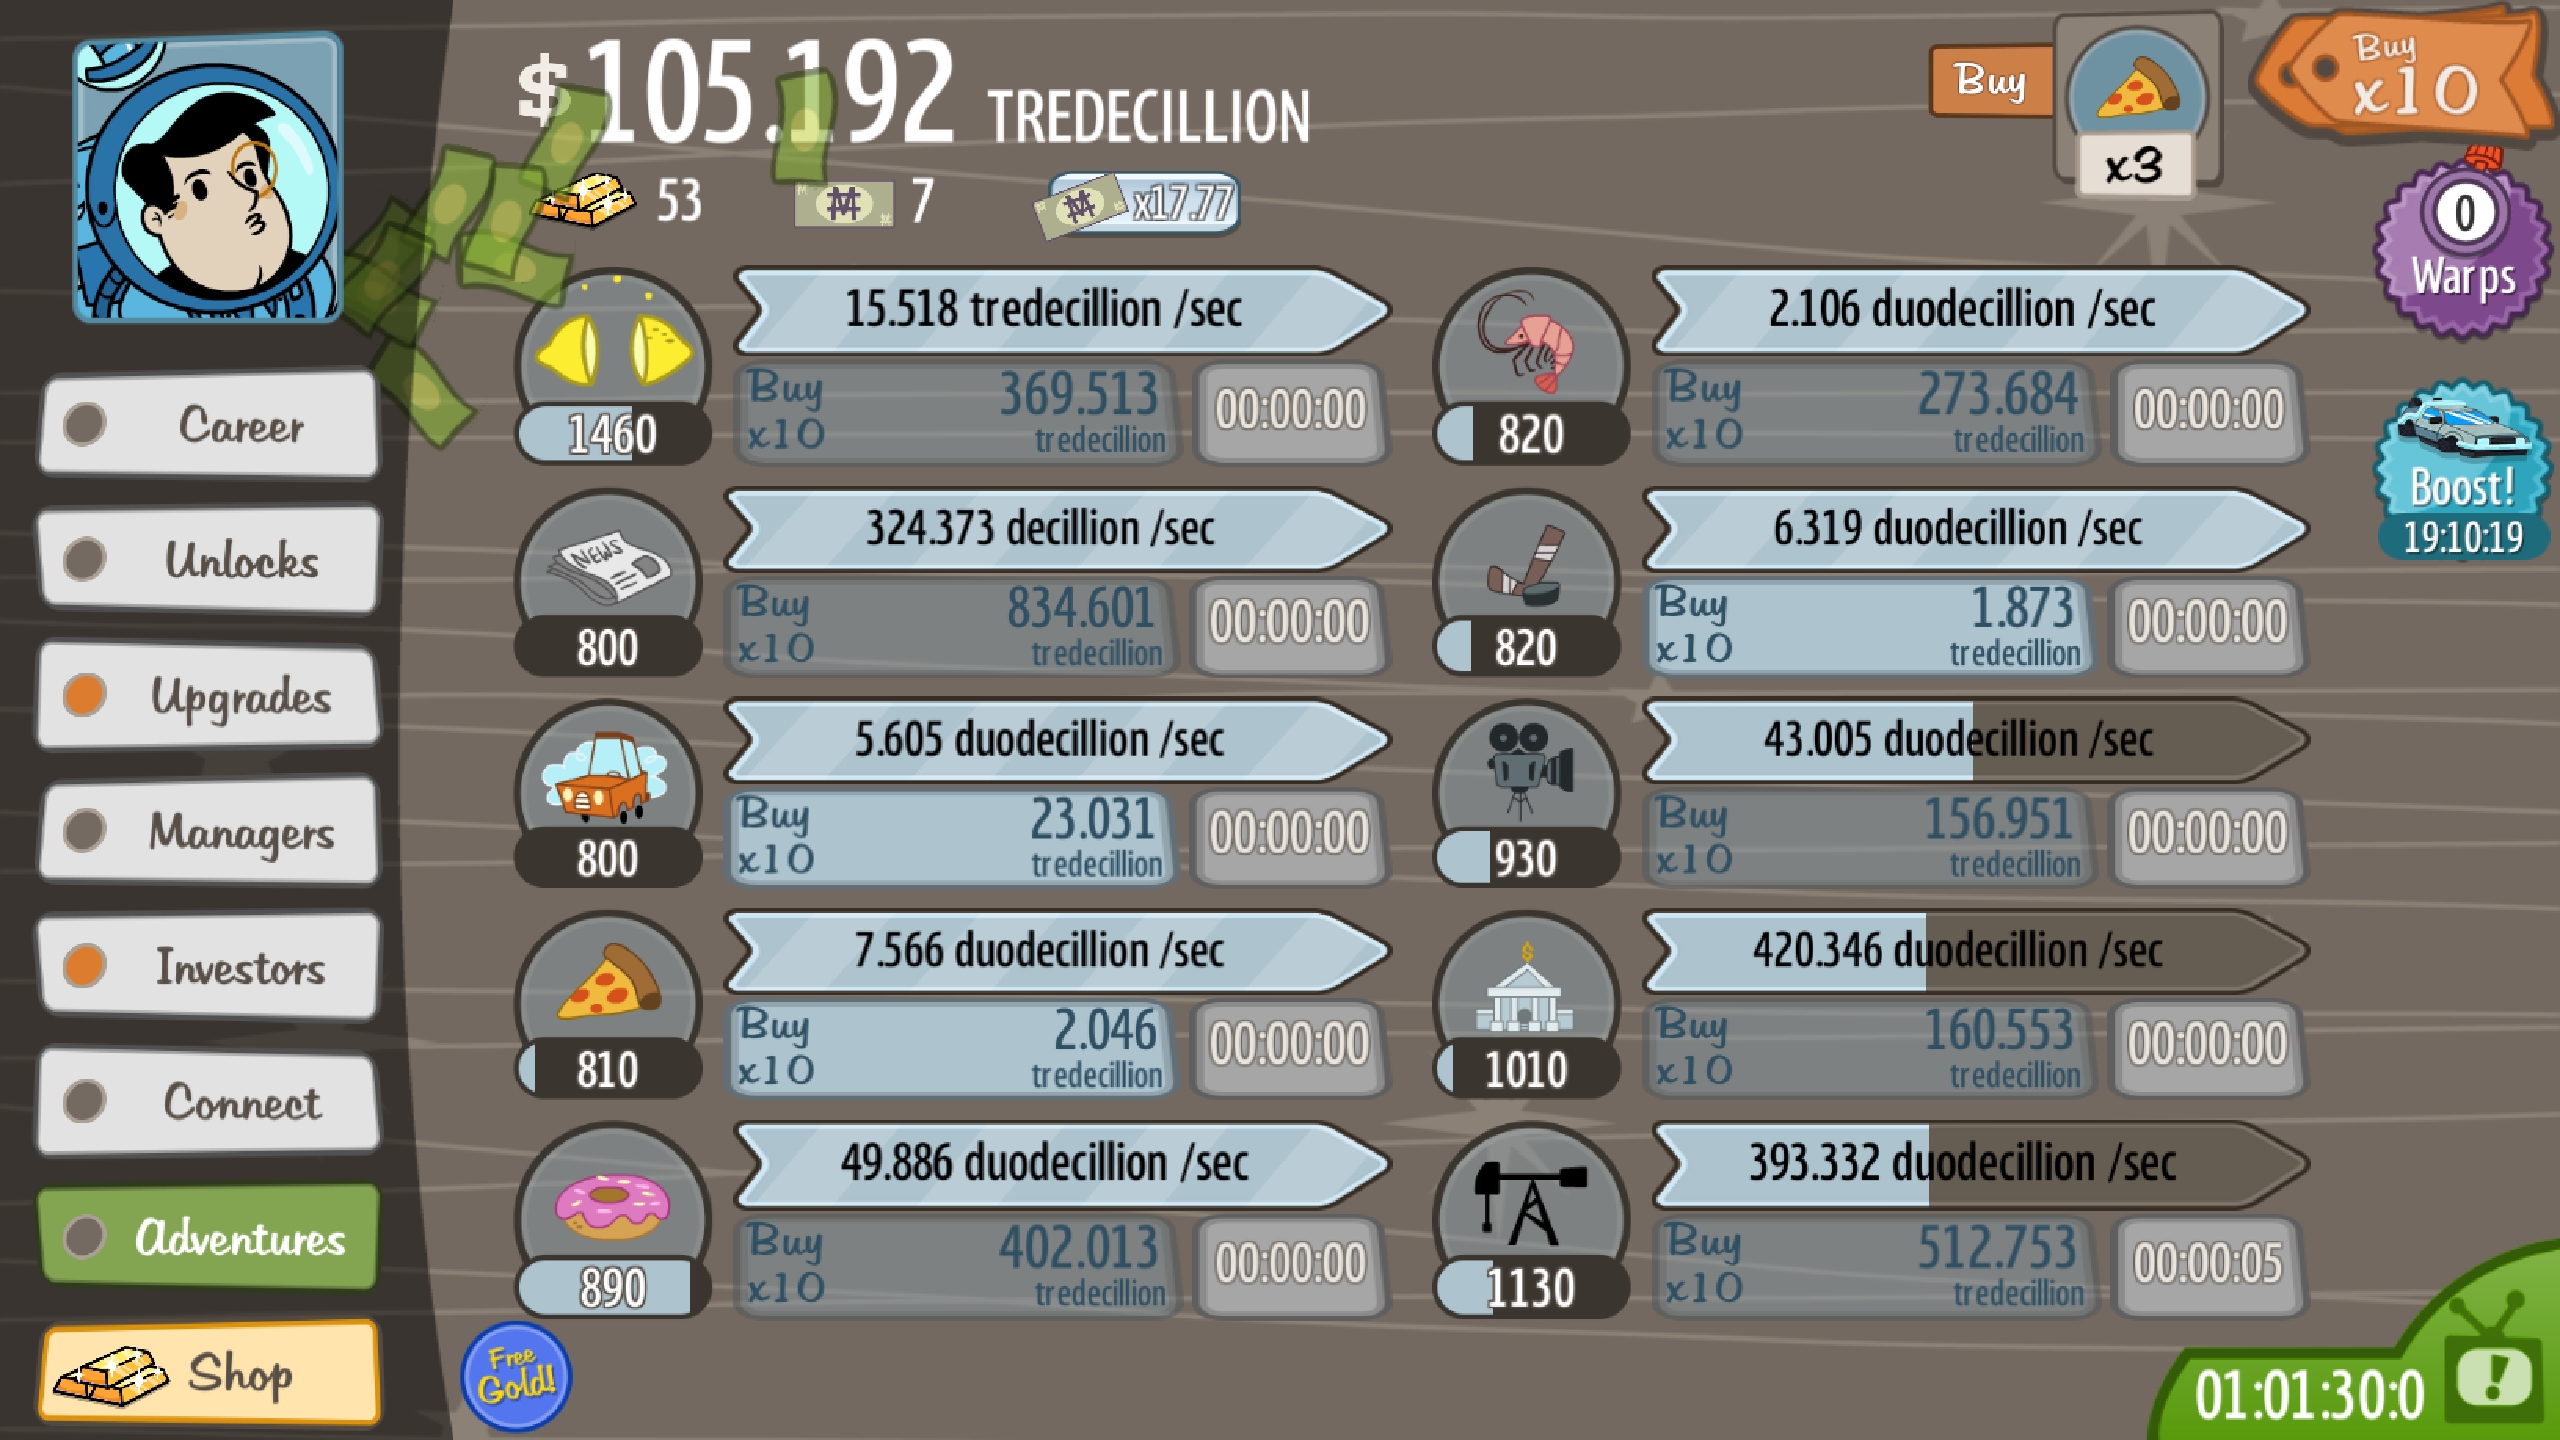 $105.192 TREDECILLION
53
7
x17.77
Buy
x3
Buy
x10
0
Warps
Boost!
19:10:19
Career
Unlocks
Upgrades
Managers
Investors
Connect
Adventures
Shop
15.518 tredecillion /sec
1460
Buy
x10
369.513
tredecillion
00:00:00
NEWS
324.373 decillion /sec
800
Buy
x10
834.601
tredecillion
00:00:00
5.605 duodecillion /sec
800
Buy
x10
23.031
tredecillion
00:00:00
7.566 duodecillion /sec
810
Buy
x10
2.046
tredecillion
00:00:00
49.886 duodecillion /sec
890
Buy
x10
402.013
tredecillion
00:00:00
2.106 duodecillion /sec
820
Buy
x10
273.684
tredecillion
00:00:00
6.319 duodecillion /sec
820
Buy
x10
1.873
tredecillion
00:00:00
43.005 duodecillion /sec
930
Buy
x10
156.951
tredecillion
00:00:00
$
420.346 duodecillion /sec
1010
Buy
x10
160.553
tredecillion
00:00:00
393.332 duodecillion /sec
1130
Buy
x10
512.753
tredecillion
00:00:05
Free
Gold!
01:01:30:0
!